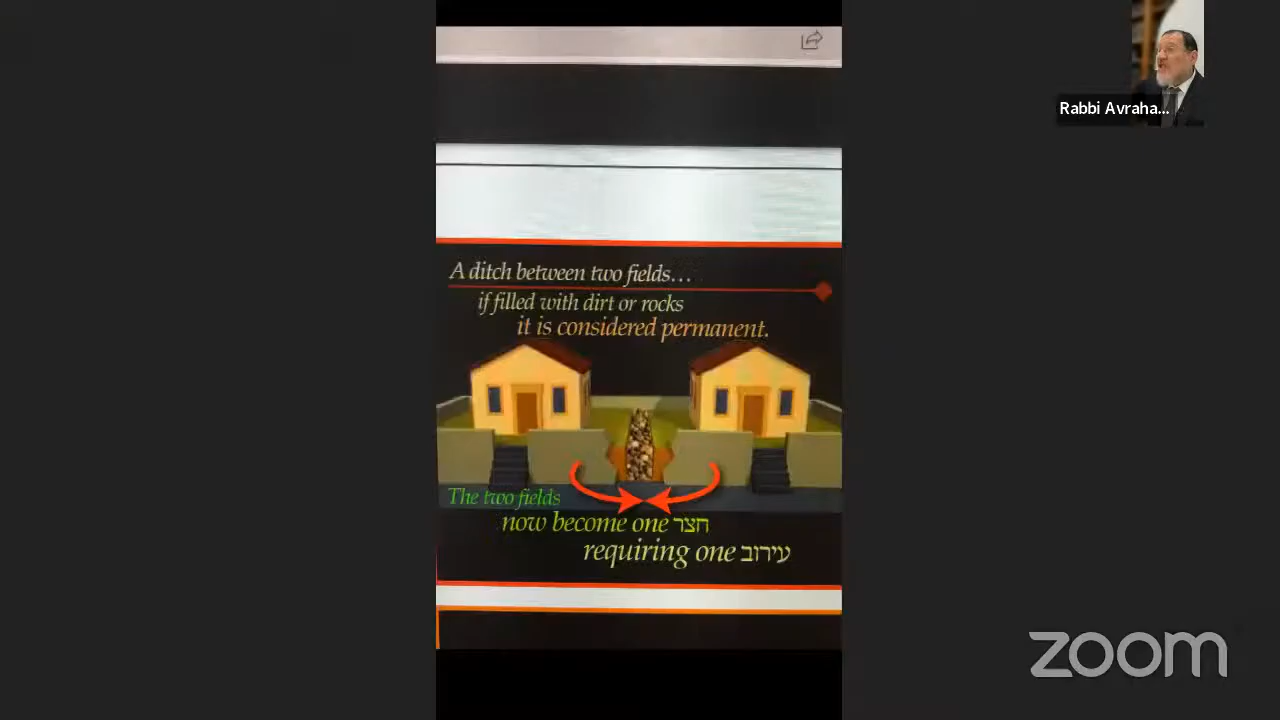 Rabbi Avraha...
A ditch between two fields...
if filled with dirt or rocks
it is considered permanent.
The two fields
now become one חצר
requiring one עירוב
zoom